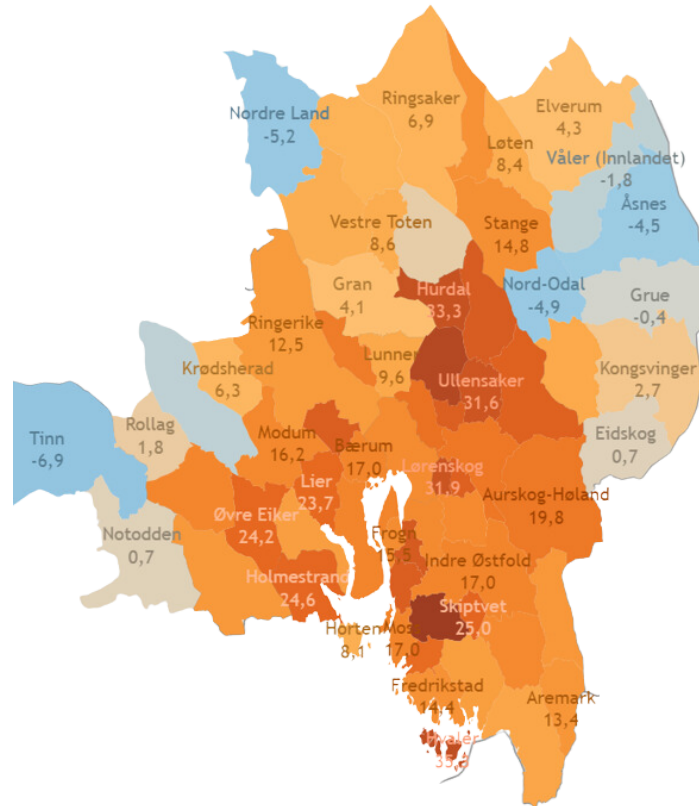 Ringsaker
6,9
Elverum
4,3
Nordre Land
-5,2
Løten
8,4
Våler (Innlandet)
-1,8
Åsnes
-4,5
Vestre Toten
8,6
Stange
14,8
Gran
4,1
Hurdal
33,3
Nord-Odal
-4,9
Grue
-0,4
Ringerike
12,5
Lunner
9,6
Krødsherad
6,3
Kongsvinger
2,7
Ullensaker
31,6
Rollag
1,8
Tinn
-6,9
Modum
16,2
Bærum
17,0
Eidskog
0,7
Lier
23,7
Lørenskog
31,9
Aurskog-Høland
19,8
Øvre Eiker
24,2
Notodden
0,7
Frogn
15,5
Indre Østfold
17,0
Holmestrand
24,6
Skiptvet
25,0
Horten
8,1
Moss
17,0
Fredrikstad
14,4
Aremark
13,4
Hvaler